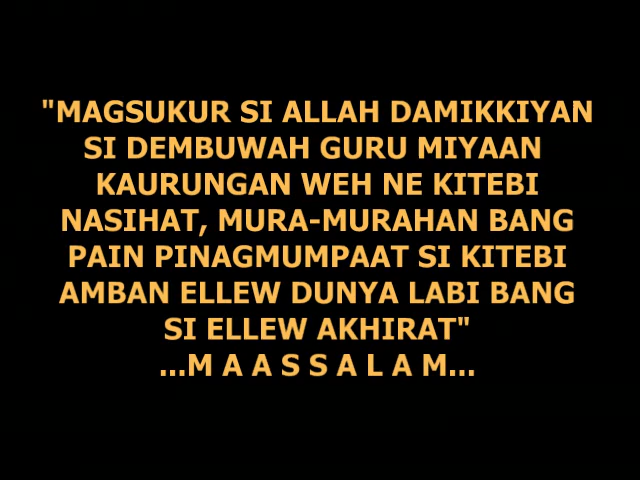 "MAGSUKUR SI ALLAH DAMIKKIYAN
SI DEMBUWAH GURU MIYAAN
KAURUNGAN WEH NE KITEBI
NASIHAT, MURA-MURAHAN BANG
PAIN PINAGMUMPAAT SI KITEBI
AMBAN ELLEW DUNYA LABI BANG
SI ELLEW AKHIRAT"
...M A A S S A L A M...